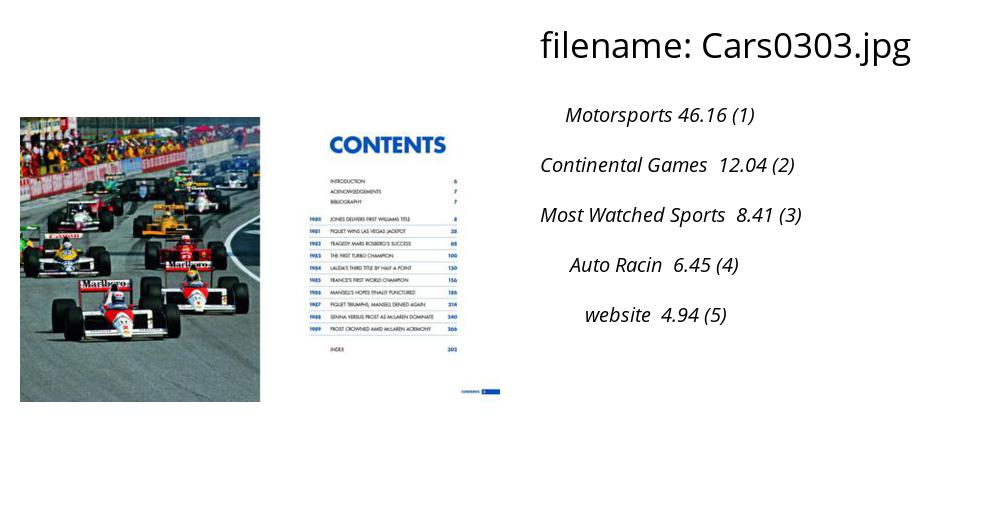 filename: Cars0303.jpg
Motorsports 46.16 (1)
Continental Games 12.04 (2)
Most Watched Sports 8.41 (3)
Auto Racin 6.45 (4)
website 4.94 (5)
Marlboro
Marlboro
Canon
CONTENTS
INTRODUCTION 6
ACKNOWLEDGEMENTS 7
BIBLIOGRAPHY 7
1980 JONES DELIVERS FIRST WILLIAMS TITLE 8
1981 PIQUET WINS LAS VEGAS JACKPOT 38
1982 TRAGEDY MARS ROSBERG'S SUCCESS 68
1983 THE FIRST TURBO CHAMPION 100
1984 LAUDA'S THIRD TITLE BY HALF A POINT 130
1985 FRANCE'S FIRST WORLD CHAMPION 156
1986 MANSELL'S HOPES FINALLY PUNCTURED 186
1987 PIQUET TRIUMPHS, MANSELL DENIED AGAIN 214
1988 SENNA VERSUS PROST AS McLAREN DOMINATE 240
1989 PROST CROWNED AMID McLAREN ACRIMONY 266
INDEX 302
CONTENTS